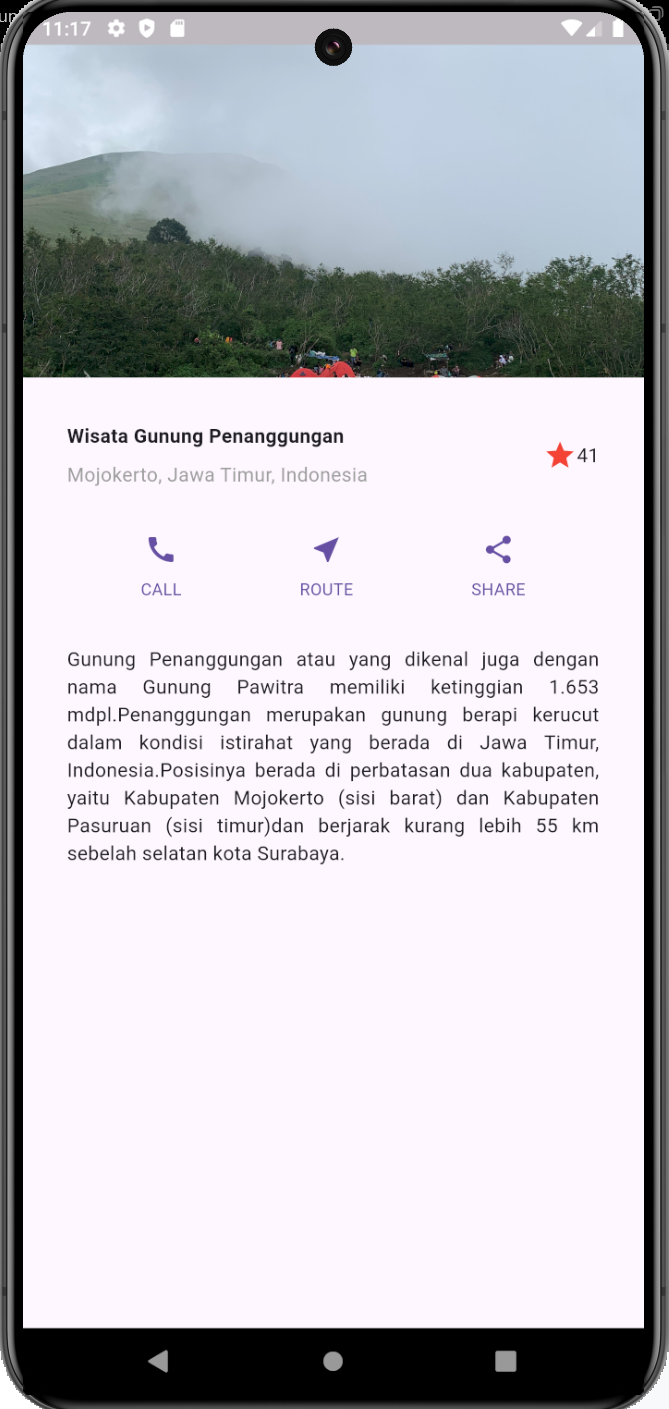 11:17
Wisata Gunung Penanggungan
Mojokerto, Jawa Timur, Indonesia
41
CALL
ROUTE
SHARE
Gunung Penanggungan atau yang dikenal juga dengan
nama Gunung Pawitra memiliki ketinggian 1.653
mdpl.Penanggungan merupakan gunung berapi kerucut
dalam kondisi istirahat yang berada di Jawa Timur,
Indonesia.Posisinya berada di perbatasan dua kabupaten,
yaitu Kabupaten Mojokerto (sisi barat) dan Kabupaten
Pasuruan (sisi timur)dan berjarak kurang lebih 55 km
sebelah selatan kota Surabaya.